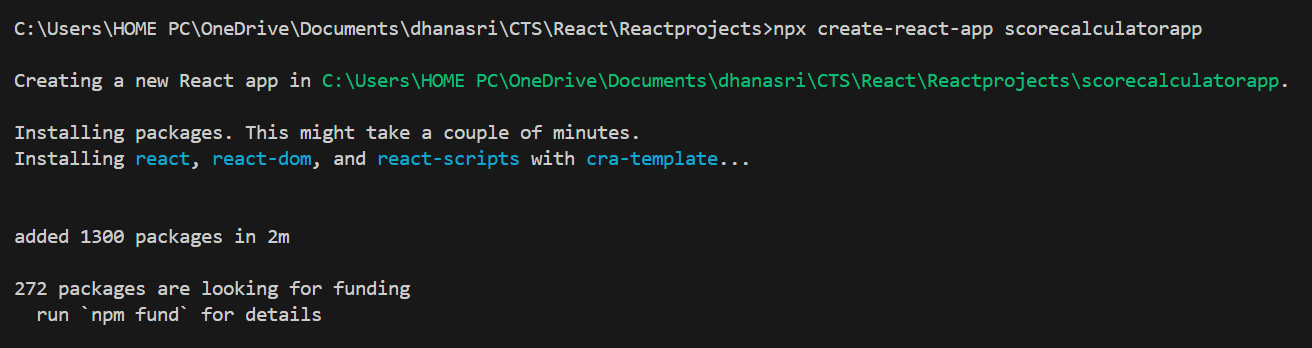 C:\Users\HOME PC\OneDrive\Documents\dhanasri\CTS\React\Reactprojects>npx create-react-app scorecalculatorapp
Creating a new React app in C:\Users\HOME PC\OneDrive\Documents\dhanasri\CTS\React\Reactprojects\scorecalculatorapp.
Installing packages. This might take a couple of minutes.
Installing react, react-dom, and react-scripts with cra-template...
added 1300 packages in 2m
272 packages are looking for funding
  run `npm fund` for details